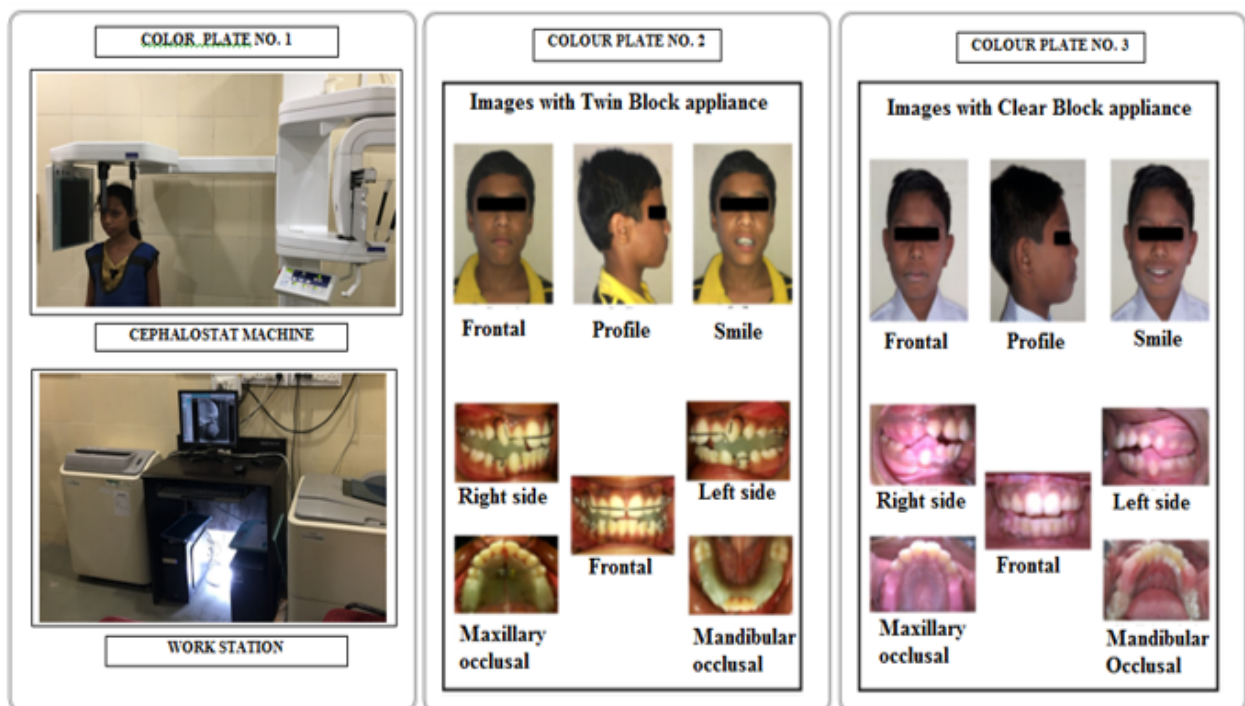 COLOR PLATE NO. 1
CEPHALOSTAT MACHINE
WORK STATION
COLOUR PLATE NO. 2
Images with Twin Block appliance
Frontal
Profile
Smile
Right side
Left side
Frontal
Maxillary
occlusal
Mandibular
occlusal
COLOUR PLATE NO. 3
Images with Clear Block appliance
Frontal
Profile
Smile
Right side
Left side
Frontal
Maxillary
occlusal
Mandibular
Occlusal